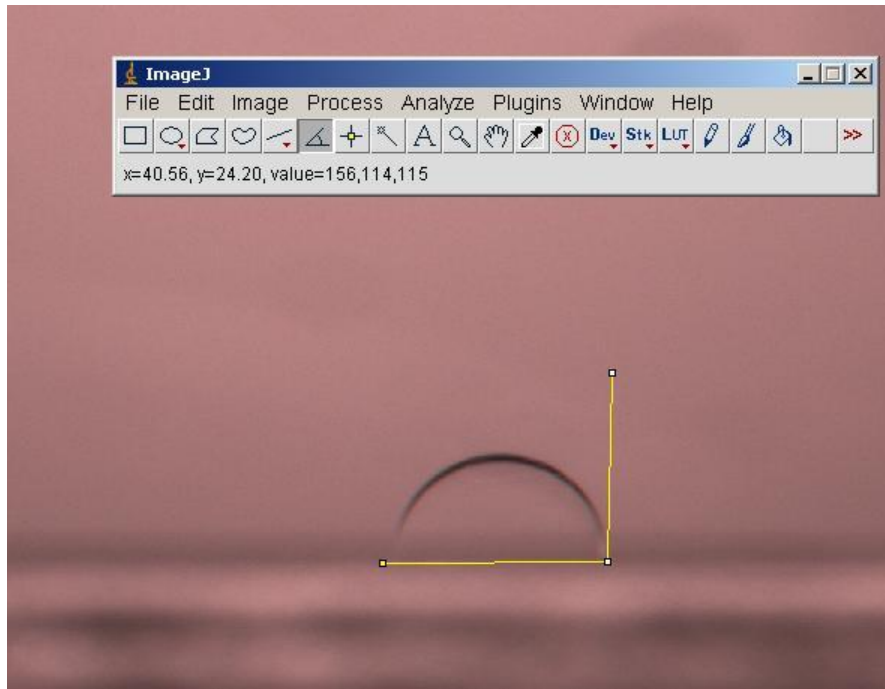 ImageJ
File Edit Image Process Analyze Plugins Window Help
A Dev Stk LUT >>
x=40.56, y=24.20, value=156,114,115